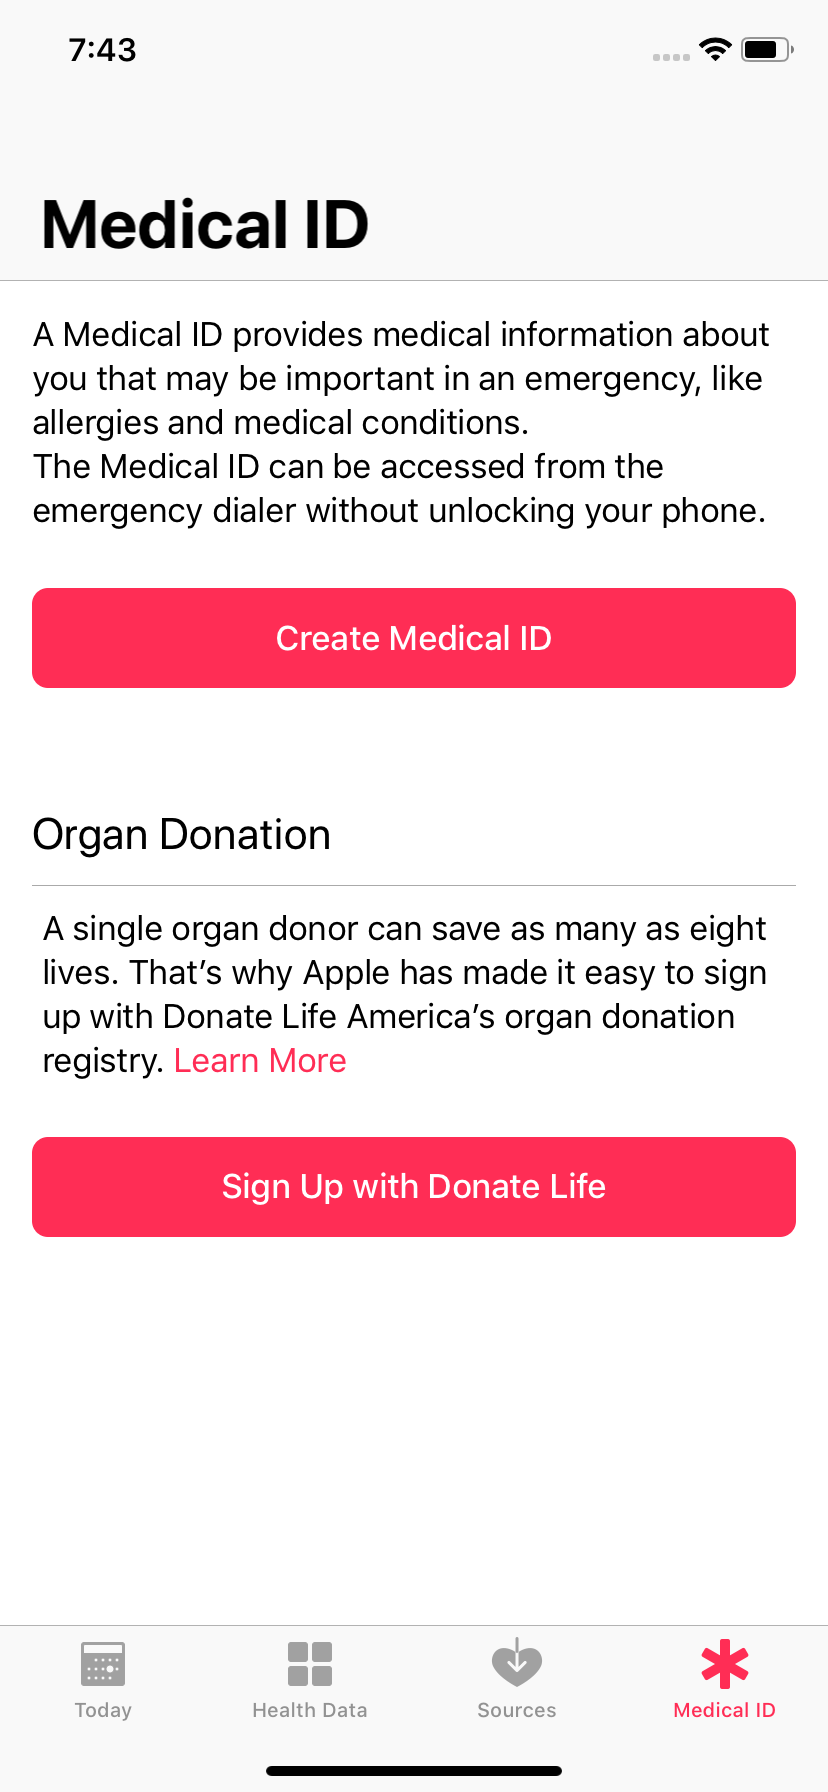 7:43
Medical ID
A Medical ID provides medical information about
you that may be important in an emergency, like
allergies and medical conditions.
The Medical ID can be accessed from the
emergency dialer without unlocking your phone.
Create Medical ID
Organ Donation
A single organ donor can save as many as eight
lives. That’s why Apple has made it easy to sign
up with Donate Life America’s organ donation
registry. Learn More
Sign Up with Donate Life
Today
Health Data
Sources
Medical ID